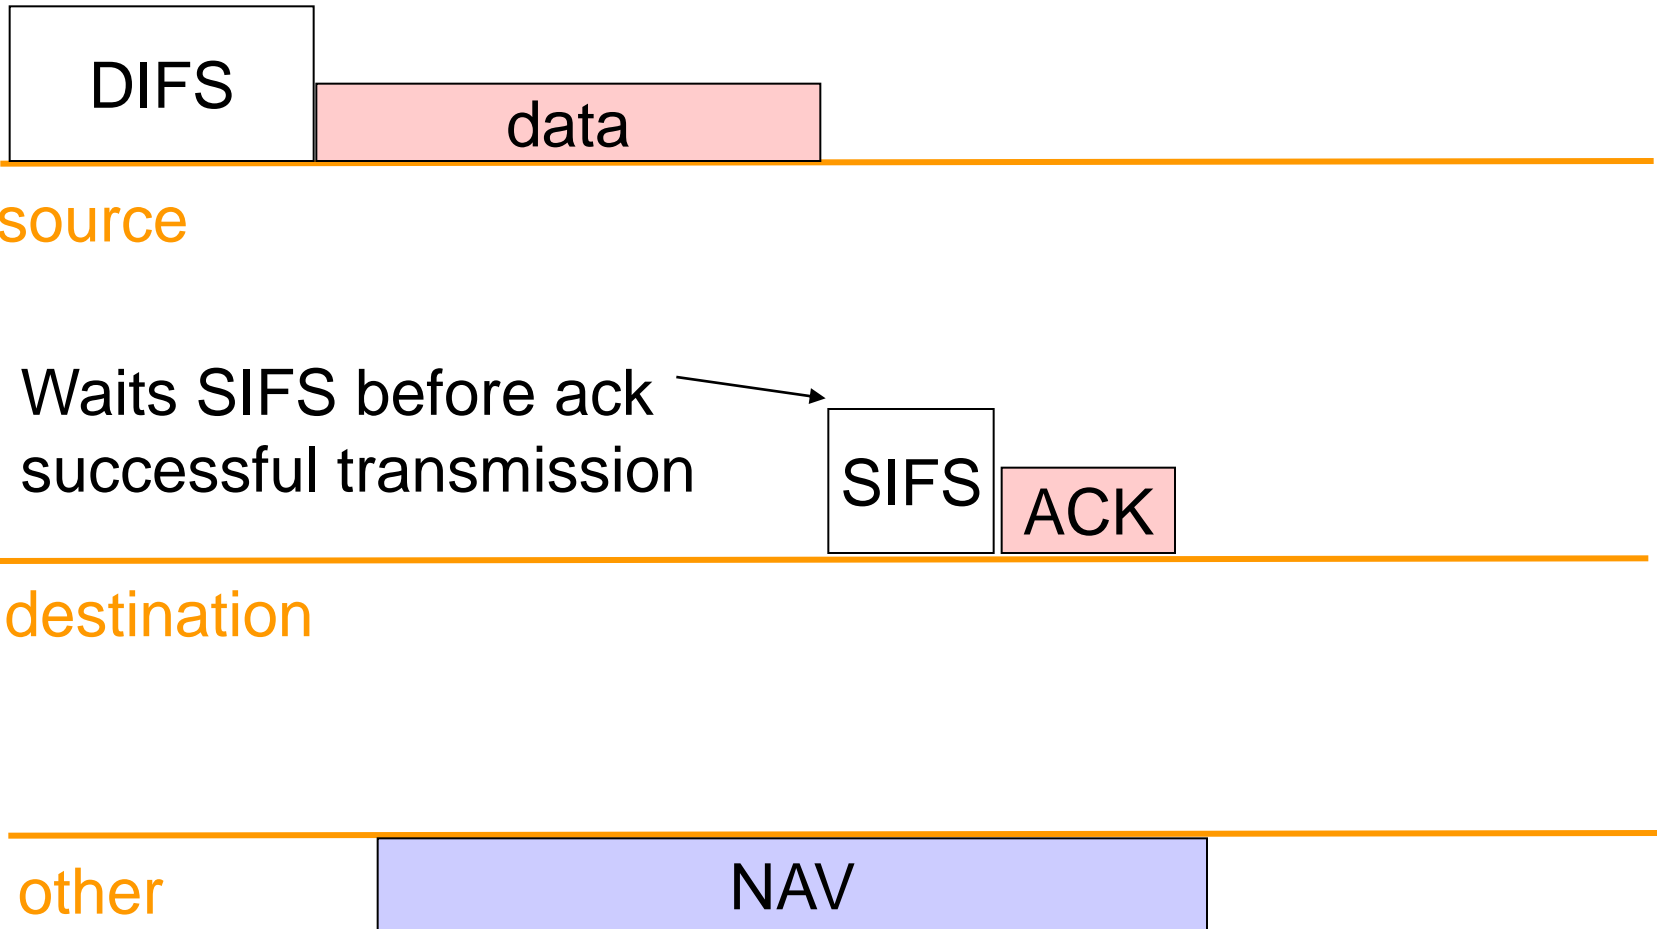 DIFS
data
source
Waits SIFS before ack
successful transmission
SIFS
ACK
destination
NAV
other